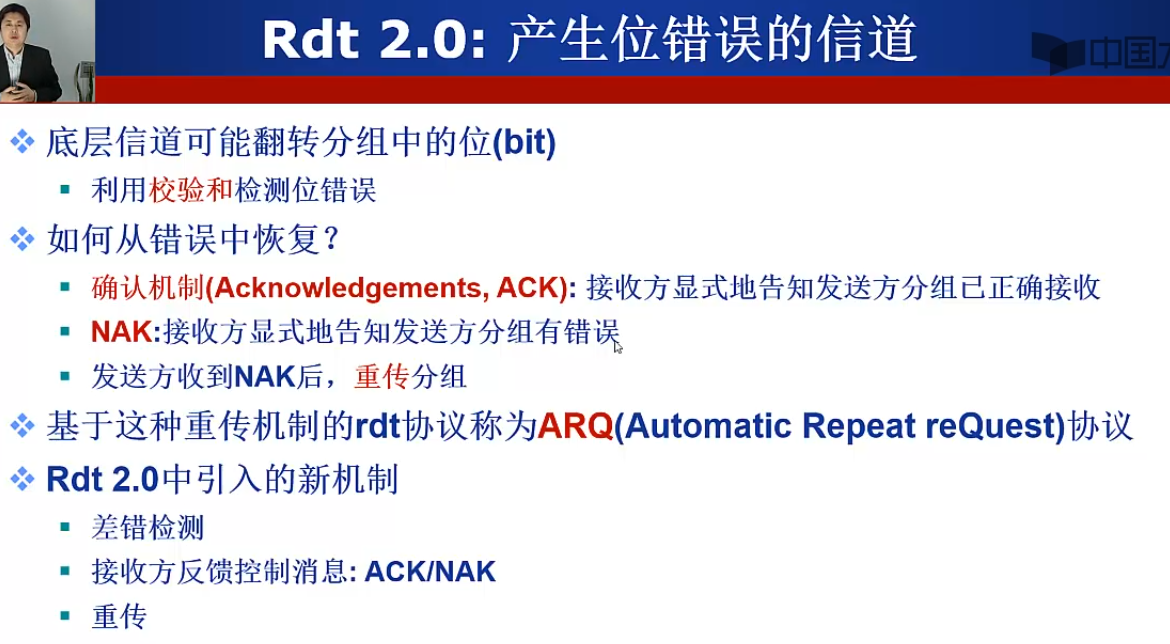 Rdt 2.0: 产生位错误的信道
中国大
底层信道可能翻转分组中的位(bit)
利用校验和检测位错误
如何从错误中恢复？
确认机制(Acknowledgements, ACK): 接收方显式地告知发送方分组已正确接收
NAK:接收方显式地告知发送方分组有错误
发送方收到NAK后，重传分组
基于这种重传机制的rdt协议称为ARQ(Automatic Repeat reQuest)协议
Rdt 2.0中引入的新机制
差错检测
接收方反馈控制消息: ACK/NAK
重传